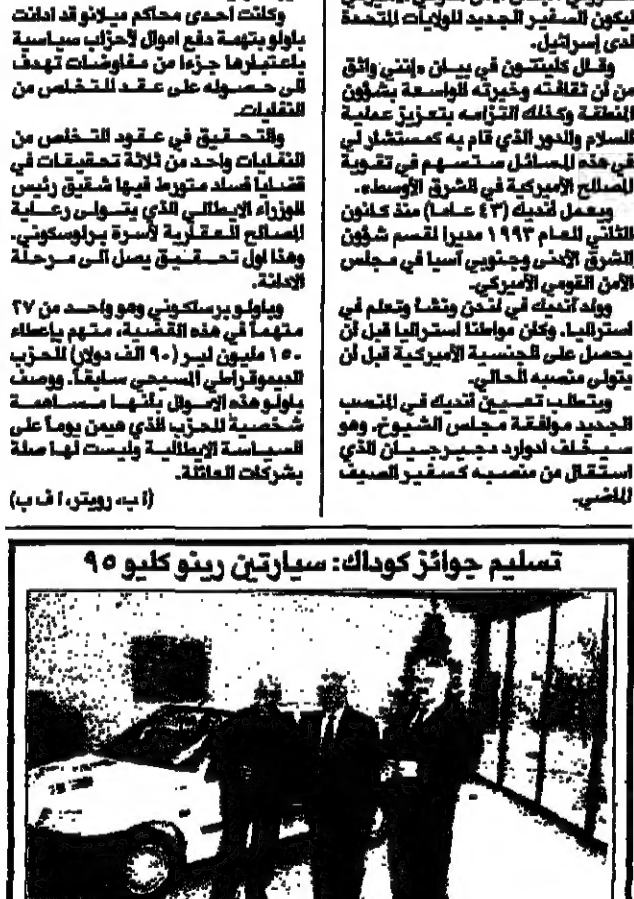 ليكون السفير الجديد للولايات المتحدة
لدى إسرائيل.
وقال كلينتون في بيان «إنني واثق
من أن ثقافته وخبرته الواسعة بشؤون
المنطقة وكذلك التزامه بتعزيز عملية
السلام والدور الذي قام به كمستشار لي
في هذه المسائل ستسهم في تقوية
المصالح الأميركية في الشرق الأوسط».
ويعمل انديك (٤٣ عاما) منذ كانون
الثاني العام ١٩٩٣ مديرا لقسم شؤون
الشرق الأدنى وجنوبي آسيا في مجلس
الأمن القومي الأميركي.
وولد أنديك في لندن ونشأ وتعلم في
استراليا. وكان مواطنا استراليا قبل أن
يحصل على الجنسية الأميركية قبل أن
يتولى منصبه الحالي.
ويتطلب تعيين انديك في المنصب
الجديد موافقة مجلس الشيوخ. وهو
سيخلف ادوارد دجيرجيان الذي
استقال من منصبه كسفير الصيف
الماضي.
وكانت احدى محاكم ميلانو قد ادانت
باولو بتهمة دفع اموال لأحزاب سياسية
باعتبارها جزءا من مفاوضات تهدف
الى حصوله على عقد للتخلص من
النفايات.
والتحقيق في عقود التخلص من
النفايات واحد من ثلاثة تحقيقات في
قضايا فساد متورط فيها شقيق رئيس
الوزراء الايطالي الذي يتولى رعاية
المصالح العقارية لأسرة برلوسكوني.
وهذا اول تحقيق يصل الى مرحلة
الادانة.
وباولو برسلكوني وهو واحد من ٢٧
متهماً في هذه القضية، متهم بإعطاء
١٥٠ مليون لير (٩٠ الف دولار) للحزب
الديموقراطي المسيحي سابقاً. ووصف
باولو هذه الاموال بأنها مساهمة
شخصية للحزب الذي هيمن يوماً على
السياسة الإيطالية وليست لها صلة
بشركات العائلة.
(أ ب، رويتر، ا ف ب)
تسليم جوائز كوداك: سيارتين رينو كليو ٩٥